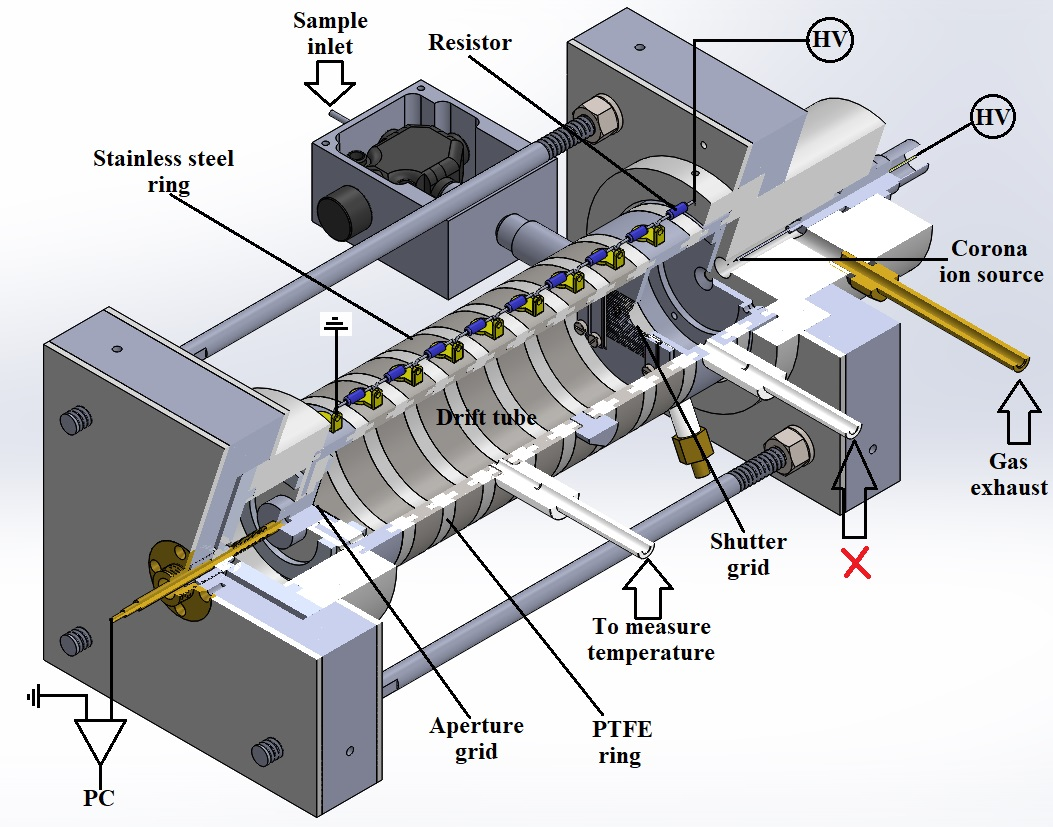 Sample
inlet
Resistor
HV
HV
Stainless steel
ring
Corona
ion source
Drift tube
Gas
exhaust
Shutter
grid
To measure
temperature
Aperture
grid
PTFE
ring
PC